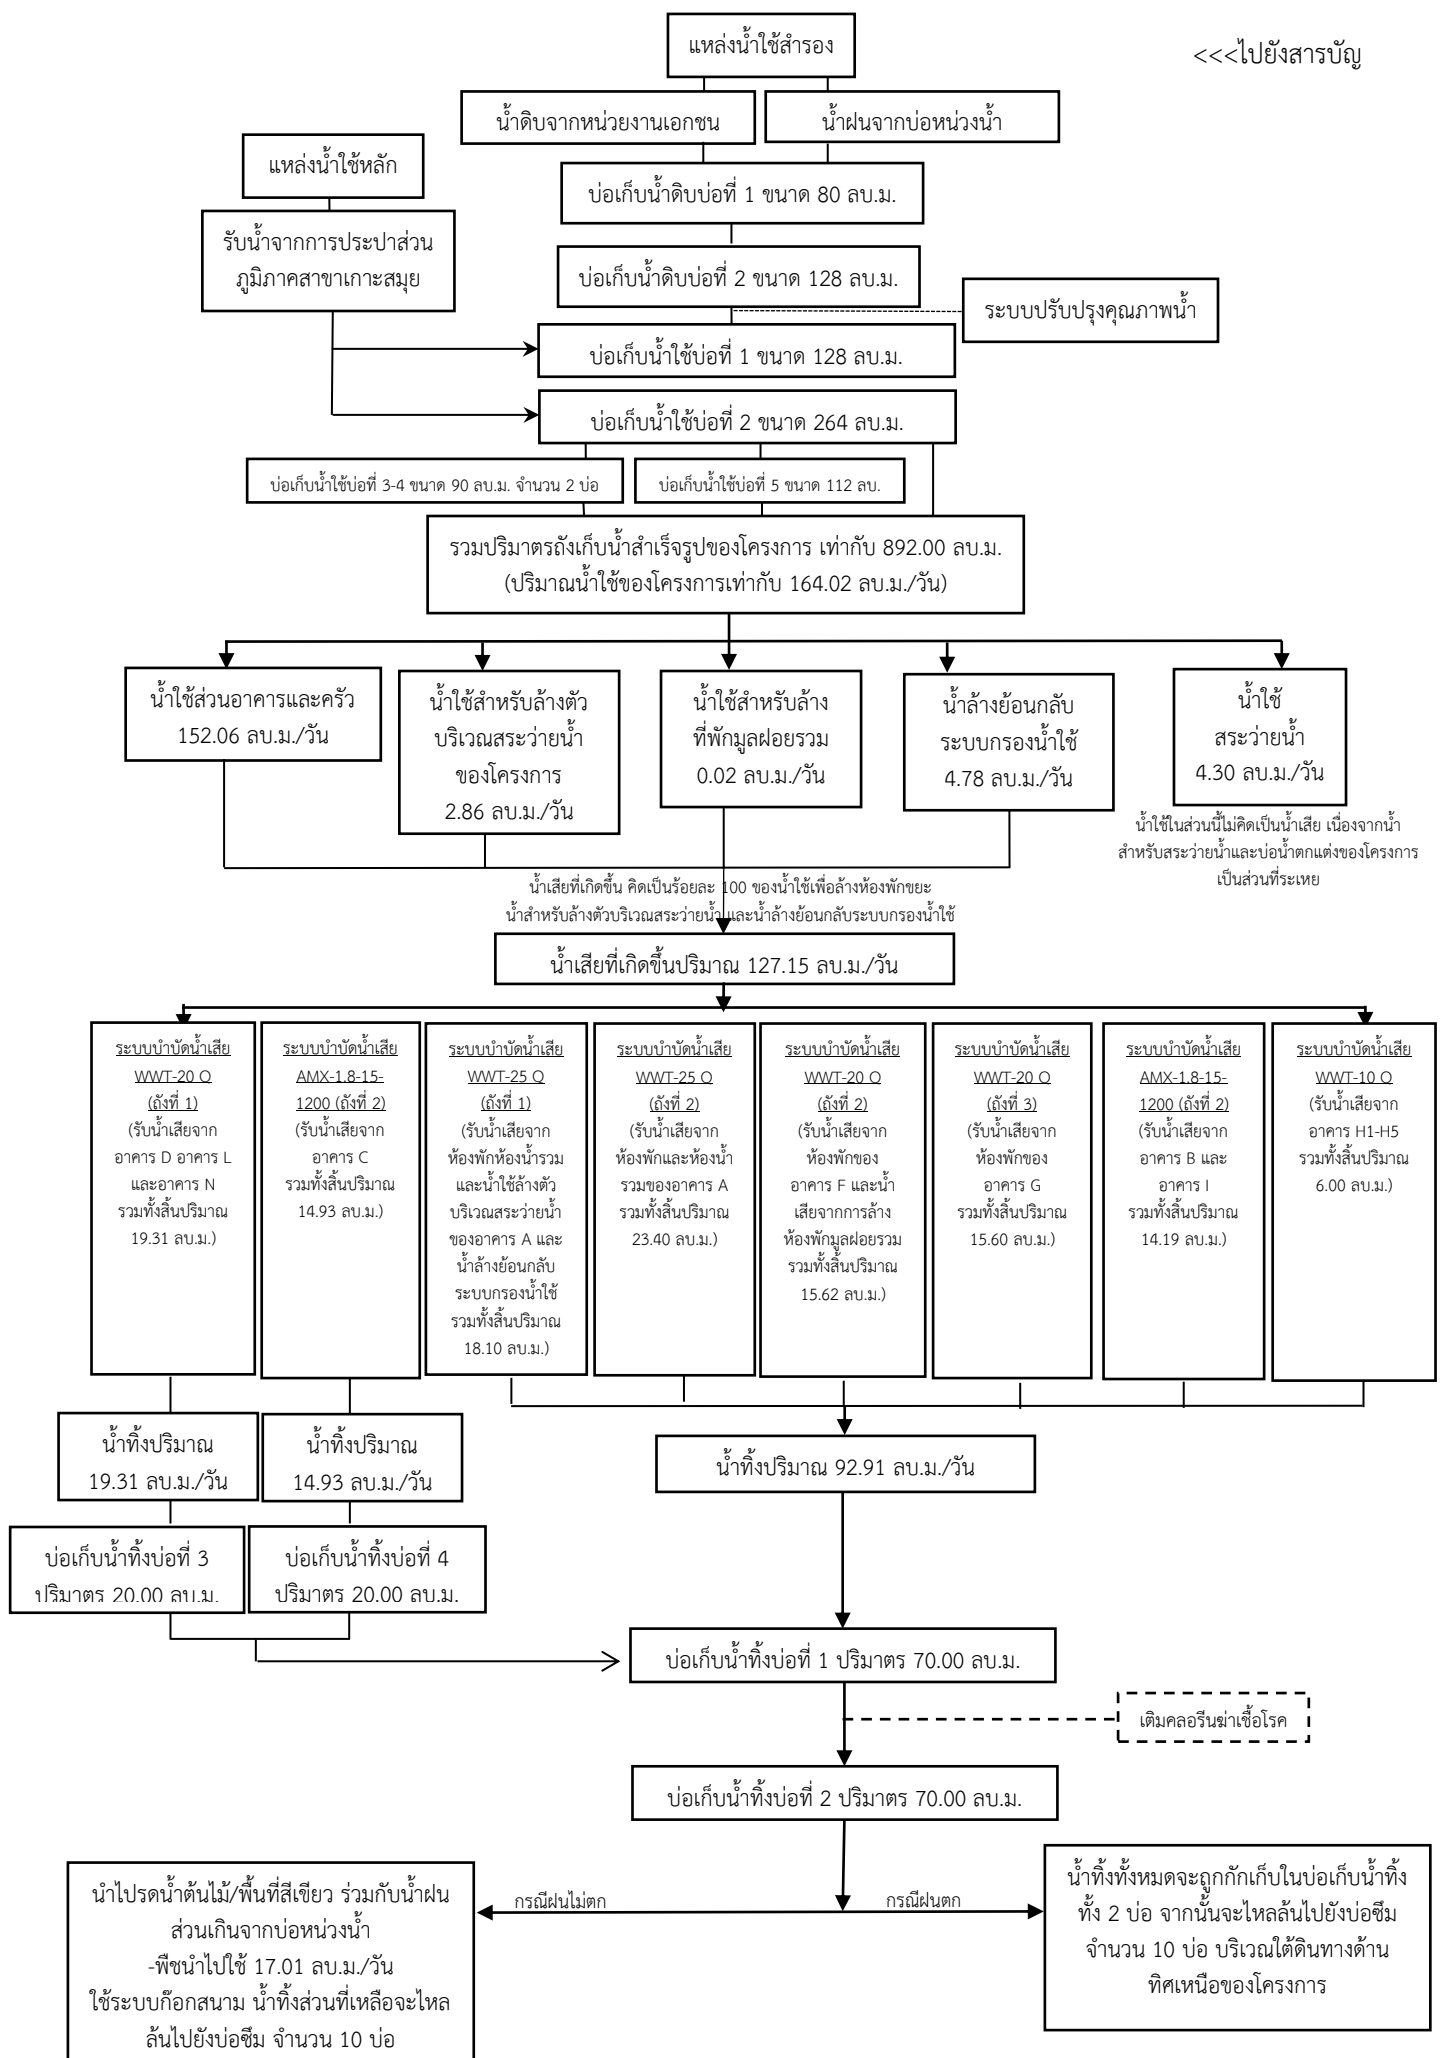 แหล่งน้ำใช้สำรอง
<<<ไปยังสารบัญ
น้ำดิบจากหน่วยงานเอกชน
น้ำฝนจากบ่อหน่วงน้ำ
แหล่งน้ำใช้หลัก
บ่อเก็บน้ำดิบบ่อที่ 1 ขนาด 80 ลบ.ม.
รับน้ำจากการประปาส่วน
ภูมิภาคสาขาเกาะสมุย
บ่อเก็บน้ำดิบบ่อที่ 2 ขนาด 128 ลบ.ม.
ระบบปรับปรุงคุณภาพน้ำ
บ่อเก็บน้ำใช้บ่อที่ 1 ขนาด 128 ลบ.ม.
บ่อเก็บน้ำใช้บ่อที่ 2 ขนาด 264 ลบ.ม.
บ่อเก็บน้ำใช้บ่อที่ 3-4 ขนาด 90 ลบ.ม. จำนวน 2 บ่อ
บ่อเก็บน้ำใช้บ่อที่ 5 ขนาด 112 ลบ.
รวมปริมาตรถังเก็บน้ำสำเร็จรูปของโครงการ เท่ากับ 892.00 ลบ.ม.
(ปริมาณน้ำใช้ของโครงการเท่ากับ 164.02 ลบ.ม./วัน)
น้ำใช้ส่วนอาคารและครัว
152.06 ลบ.ม./วัน
น้ำใช้สำหรับล้างตัว
บริเวณสระว่ายน้ำ
ของโครงการ
2.86 ลบ.ม./วัน
น้ำใช้สำหรับล้าง
ที่พักมูลฝอยรวม
0.02 ลบ.ม./วัน
น้ำล้างย้อนกลับ
ระบบกรองน้ำใช้
4.78 ลบ.ม./วัน
น้ำใช้
สระว่ายน้ำ
4.30 ลบ.ม./วัน
น้ำใช้ในส่วนนี้ไม่คิดเป็นน้ำเสีย เนื่องจากน้ำ
สำหรับสระว่ายน้ำและบ่อน้ำตกแต่งของโครงการ
เป็นส่วนที่ระเหย
น้ำเสียที่เกิดขึ้น คิดเป็นร้อยละ 100 ของน้ำใช้เพื่อล้างห้องพักขยะ
น้ำสำหรับล้างตัวบริเวณสระว่ายน้ำ และน้ำล้างย้อนกลับระบบกรองน้ำใช้
น้ำเสียที่เกิดขึ้นปริมาณ 127.15 ลบ.ม./วัน
ระบบบำบัดน้ำเสีย
WWT-20 Q
(ถังที่ 1)
(รับน้ำเสียจาก
อาคาร D อาคาร L
และอาคาร N
รวมทั้งสิ้นปริมาณ
19.31 ลบ.ม.)
ระบบบำบัดน้ำเสีย
AMX-1.8-15-
1200 (ถังที่ 2)
(รับน้ำเสียจาก
อาคาร C
รวมทั้งสิ้นปริมาณ
14.93 ลบ.ม.)
ระบบบำบัดน้ำเสีย
WWT-25 Q
(ถังที่ 1)
(รับน้ำเสียจาก
ห้องพักห้องน้ำรวม
และน้ำใช้ล้างตัว
บริเวณสระว่ายน้ำ
ของอาคาร A และ
น้ำล้างย้อนกลับ
ระบบกรองน้ำใช้
รวมทั้งสิ้นปริมาณ
18.10 ลบ.ม.)
ระบบบำบัดน้ำเสีย
WWT-25 Q
(ถังที่ 2)
(รับน้ำเสียจาก
ห้องพักและห้องน้ำ
รวมของอาคาร A
รวมทั้งสิ้นปริมาณ
23.40 ลบ.ม.)
ระบบบำบัดน้ำเสีย
WWT-20 Q
(ถังที่ 2)
(รับน้ำเสียจาก
ห้องพักของ
อาคาร F และน้ำ
เสียจากการล้าง
ห้องพักมูลฝอยรวม
รวมทั้งสิ้นปริมาณ
15.62 ลบ.ม.)
ระบบบำบัดน้ำเสีย
WWT-20 Q
(ถังที่ 3)
(รับน้ำเสียจาก
ห้องพักของ
อาคาร G
รวมทั้งสิ้นปริมาณ
15.60 ลบ.ม.)
ระบบบำบัดน้ำเสีย
AMX-1.8-15-
1200 (ถังที่ 2)
(รับน้ำเสียจาก
อาคาร B และ
อาคาร I
รวมทั้งสิ้นปริมาณ
14.19 ลบ.ม.)
ระบบบำบัดน้ำเสีย
WWT-10 Q
(รับน้ำเสียจาก
อาคาร H1-H5
รวมทั้งสิ้นปริมาณ
6.00 ลบ.ม.)
น้ำทิ้งปริมาณ
19.31 ลบ.ม./วัน
น้ำทิ้งปริมาณ
14.93 ลบ.ม./วัน
น้ำทิ้งปริมาณ 92.91 ลบ.ม./วัน
บ่อเก็บน้ำทิ้งบ่อที่ 3
ปริมาตร 20.00 ลบ.ม.
บ่อเก็บน้ำทิ้งบ่อที่ 4
ปริมาตร 20.00 ลบ.ม.
บ่อเก็บน้ำทิ้งบ่อที่ 1 ปริมาตร 70.00 ลบ.ม.
เติมคลอรีนฆ่าเชื้อโรค
บ่อเก็บน้ำทิ้งบ่อที่ 2 ปริมาตร 70.00 ลบ.ม.
กรณีฝนไม่ตก
กรณีฝนตก
นำไปรดน้ำต้นไม้/พื้นที่สีเขียว ร่วมกับน้ำฝน
ส่วนเกินจากบ่อหน่วงน้ำ
-พืชนำไปใช้ 17.01 ลบ.ม./วัน
ใช้ระบบก๊อกสนาม น้ำทิ้งส่วนที่เหลือจะไหล
ล้นไปยังบ่อซึม จำนวน 10 บ่อ
น้ำทิ้งทั้งหมดจะถูกกักเก็บในบ่อเก็บน้ำทิ้ง
ทั้ง 2 บ่อ จากนั้นจะไหลล้นไปยังบ่อซึม
จำนวน 10 บ่อ บริเวณใต้ดินทางด้าน
ทิศเหนือของโครงการ